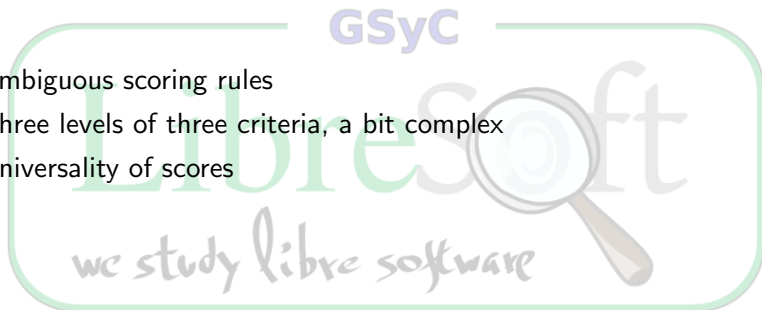 GSyC
mbiguous scoring rules
hree levels of three criteria, a bit complex
niversality of scores
LibreSoft
we study libre software